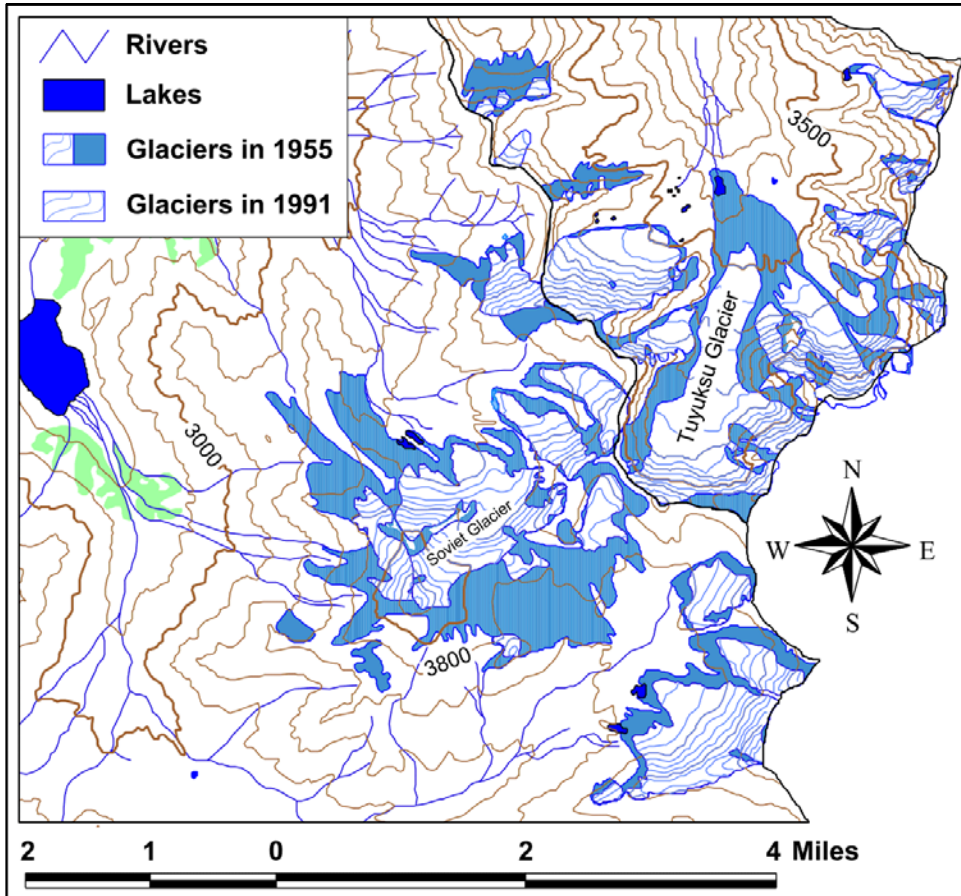 Rivers
Lakes
Glaciers in 1955
Glaciers in 1991
3500
Tuyuksu Glacier
3000
Soviet Glacier
3800
N
W E
S
2 1 0 2 4 Miles